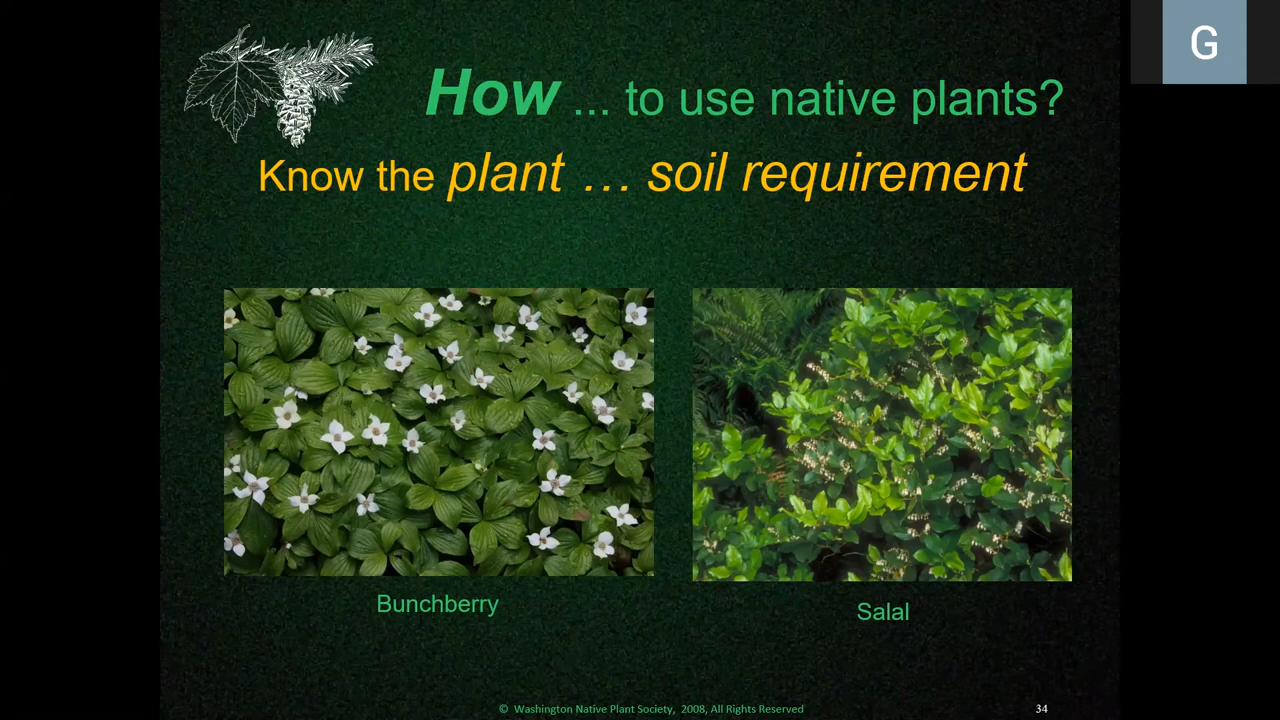 G
How ... to use native plants?
Know the plant … soil requirement
Bunchberry
Salal
© Washington Native Plant Society, 2008, All Rights Reserved
34